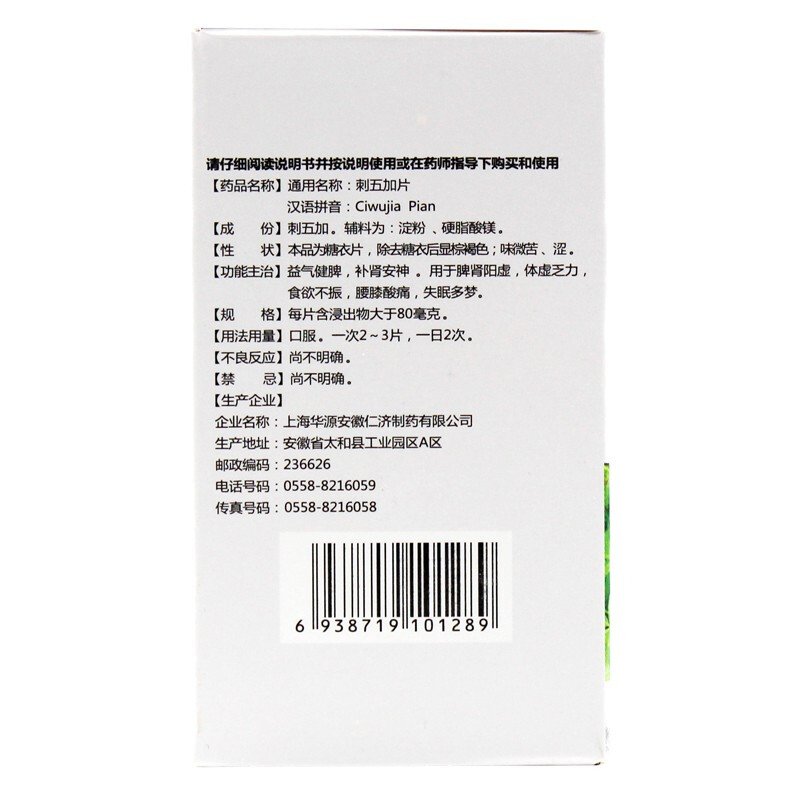 请仔细阅读说明书并按说明使用或在药师指导下购买和使用
【药品名称】通用名称：刺五加片
汉语拼音：Ciwujia Pian
【成 份】刺五加。辅料为：淀粉、硬脂酸镁。
【性 状】本品为糖衣片，除去糖衣后显棕褐色；味微苦、涩。
【功能主治】益气健脾，补肾安神。用于脾肾阳虚，体虚乏力，
食欲不振，腰膝酸痛，失眠多梦。
【规 格】每片含浸出物大于80毫克。
【用法用量】口服。一次2～3片，一日2次。
【不良反应】尚不明确。
【禁 忌】尚不明确。
【生产企业】
企业名称：上海华源安徽仁济制药有限公司
生产地址：安徽省太和县工业园区A区
邮政编码：236626
电话号码：0558-8216059
传真号码：0558-8216058
6 938719 101289